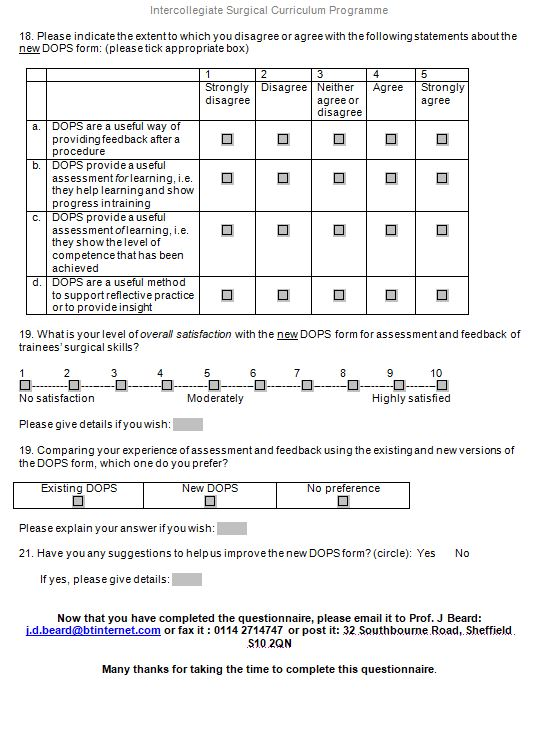 Intercollegiate Surgical Curriculum Programme
18. Please indicate the extent to which you disagree or agree with the following statements about the
new DOPS form: (please tick appropriate box)
1 2 3 4 5
Strongly disagree Disagree Neither agree or disagree Agree Strongly agree
a. DOPS are a useful way of
providing feedback after a
procedure
b. DOPS provide a useful
assessment for learning, i.e.
they help learning and show
progress in training
c. DOPS provide a useful
assessment of learning, i.e.
they show the level of
competence that has been
achieved
d. DOPS are a useful method
to support reflective practice
or to provide insight
19. What is your level of overall satisfaction with the new DOPS form for assessment and feedback of
trainees' surgical skills?
1 2 3 4 5 6 7 8 9 10
No satisfaction Moderately Highly satisfied
Please give details if you wish:
19. Comparing your experience of assessment and feedback using the existing and new versions of
the DOPS form, which one do you prefer?
Existing DOPS New DOPS No preference
Please explain your answer if you wish:
21. Have you any suggestions to help us improve the new DOPS form? (circle): Yes No
If yes, please give details:
Now that you have completed the questionnaire, please email it to Prof. J Beard:
j.d.beard@btinternet.com or fax it : 0114 2714747 or post it: 32 Southbourne Road, Sheffield
S10 2QN
Many thanks for taking the time to complete this questionnaire.